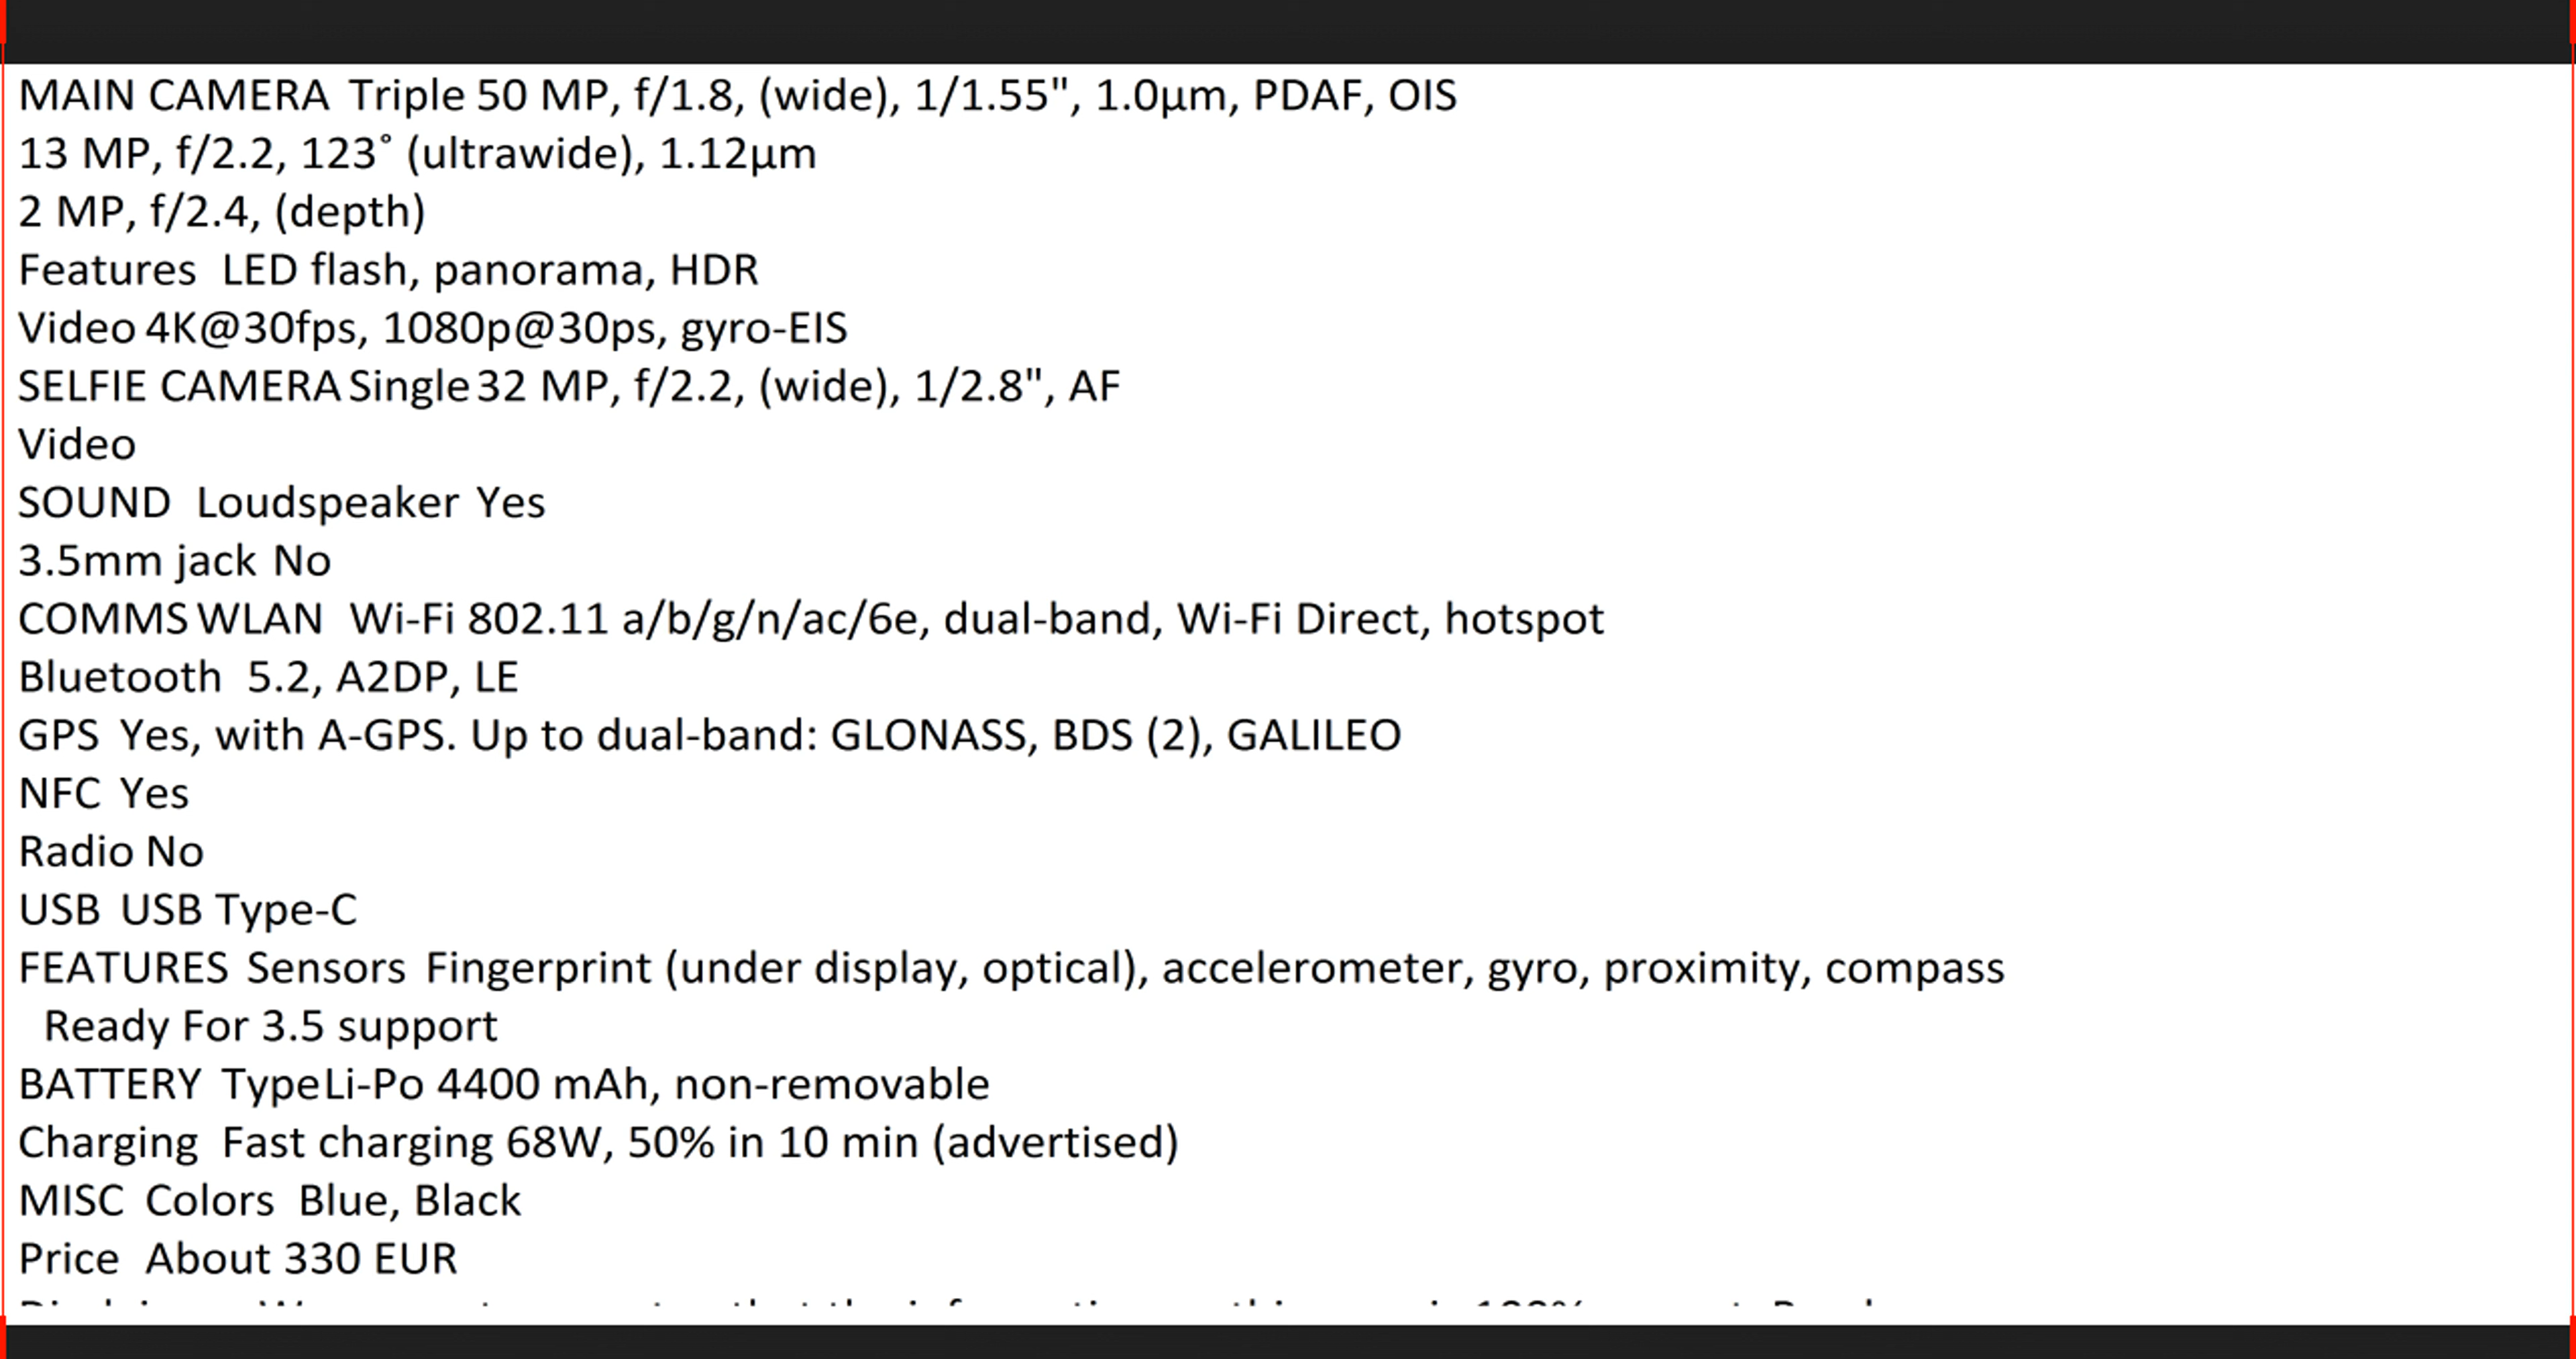 MAIN CAMERA Triple 50 MP, f/1.8, (wide), 1/1.55", 1.0µm, PDAF, OIS
13 MP, f/2.2, 123˚ (ultrawide), 1.12µm
2 MP, f/2.4, (depth)
Features LED flash, panorama, HDR
Video 4K@30fps, 1080p@30ps, gyro-EIS
SELFIE CAMERA Single 32 MP, f/2.2, (wide), 1/2.8", AF
Video
SOUND Loudspeaker Yes
3.5mm jack No
COMMS WLAN Wi-Fi 802.11 a/b/g/n/ac/6e, dual-band, Wi-Fi Direct, hotspot
Bluetooth 5.2, A2DP, LE
GPS Yes, with A-GPS. Up to dual-band: GLONASS, BDS (2), GALILEO
NFC Yes
Radio No
USB USB Type-C
FEATURES Sensors Fingerprint (under display, optical), accelerometer, gyro, proximity, compass
Ready For 3.5 support
BATTERY Type Li-Po 4400 mAh, non-removable
Charging Fast charging 68W, 50% in 10 min (advertised)
MISC Colors Blue, Black
Price About 330 EUR